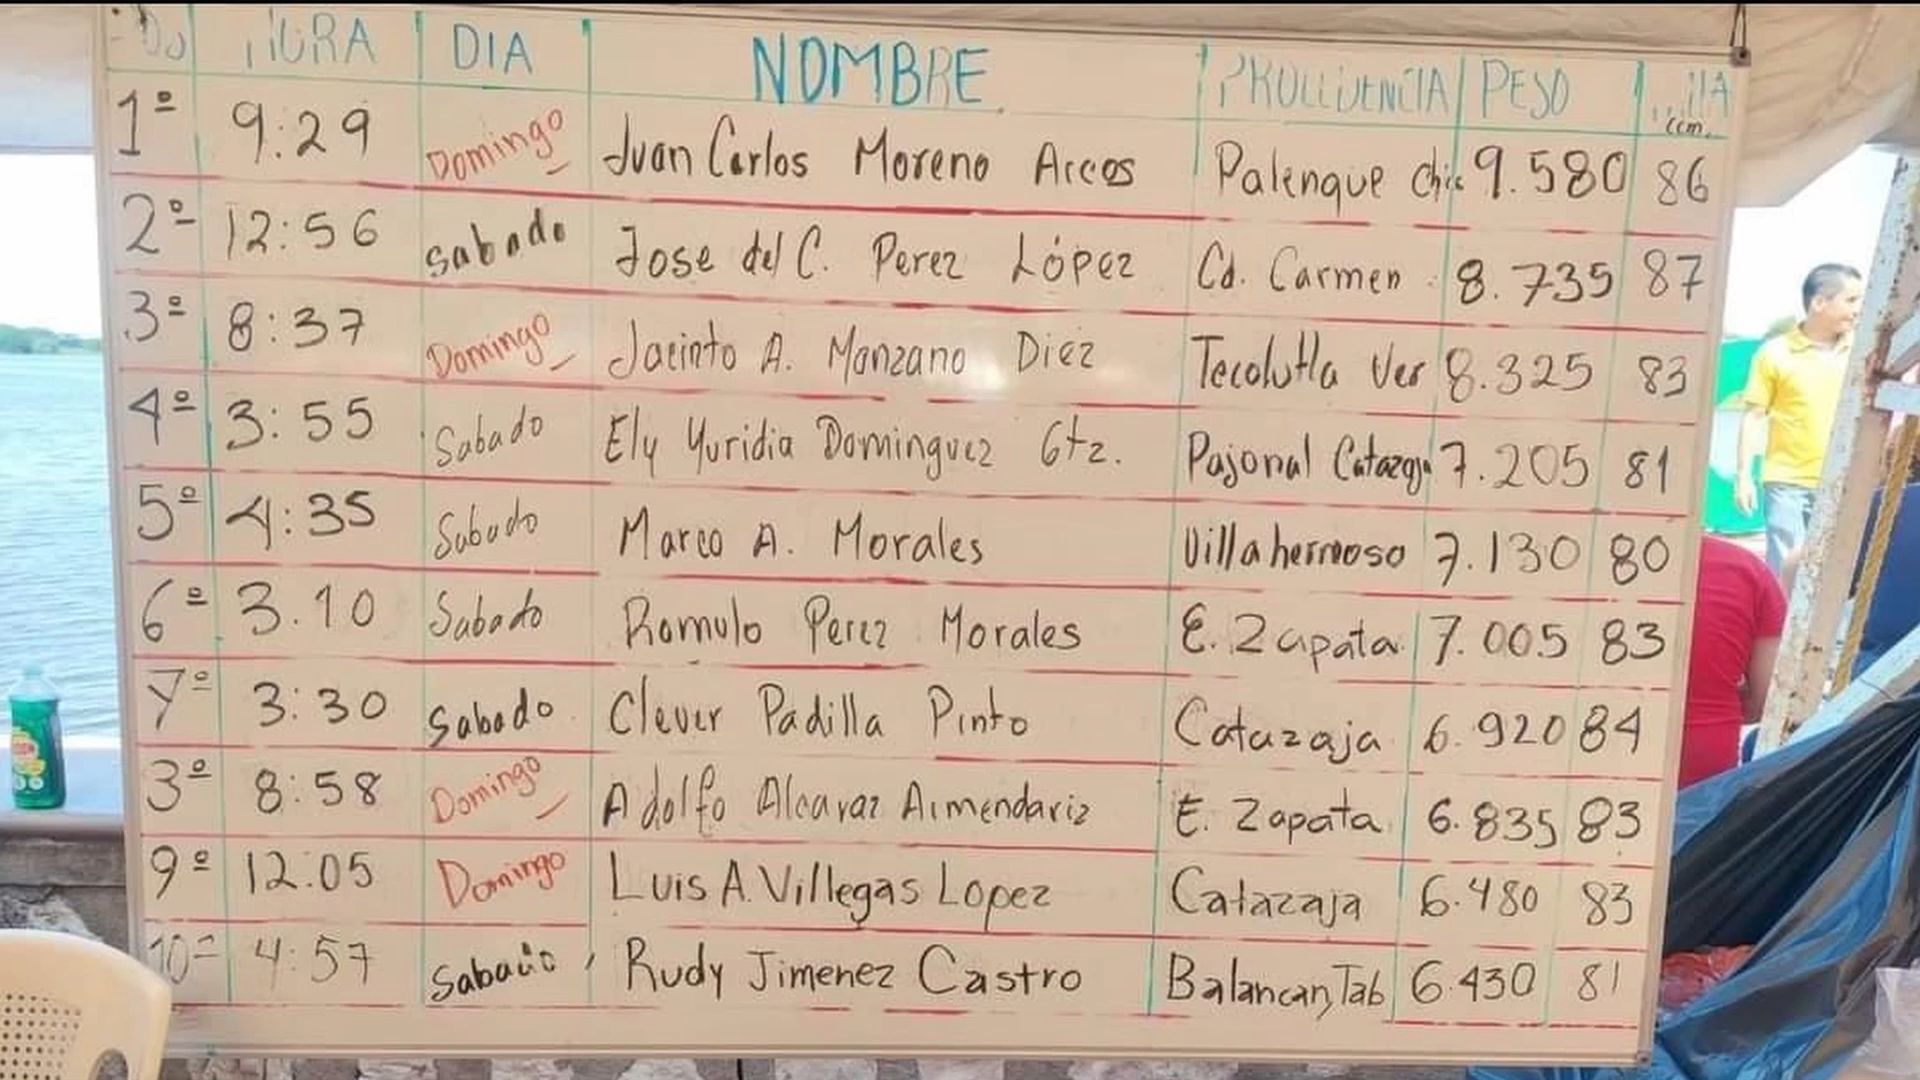 HORA DIA NOMBRE PROCEDENCIA PESO
ccm.
1º 9:29 Domingo Juan Carlos Moreno Arcos Palenque Chis 9.580 86
2º 12:56 Sabado Jose del C. Perez López Cd. Carmen 8.735 87
3º 8:37 Domingo Jacinto A. Manzano Diez Tecolutla Ver 8.325 83
4º 3:55 Sabado Ely Yuridia Dominguez Gtz. Pajonal Catazaja 7.205 81
5º 4:35 Sabado Marco A. Morales Villahermosa 7.130 80
6º 3.10 Sabado Romulo Perez Morales E. Zapata 7.005 83
7º 3:30 Sabado Clever Padilla Pinto Catazaja 6.920 84
3º 8:58 Domingo Adolfo Alcaraz Armendariz E. Zapata 6.835 83
9º 12:05 Domingo Luis A. Villegas Lopez Catazaja 6.480 83
10º 4:57 Sabado Rudy Jimenez Castro Balancan, Tab 6.430 81